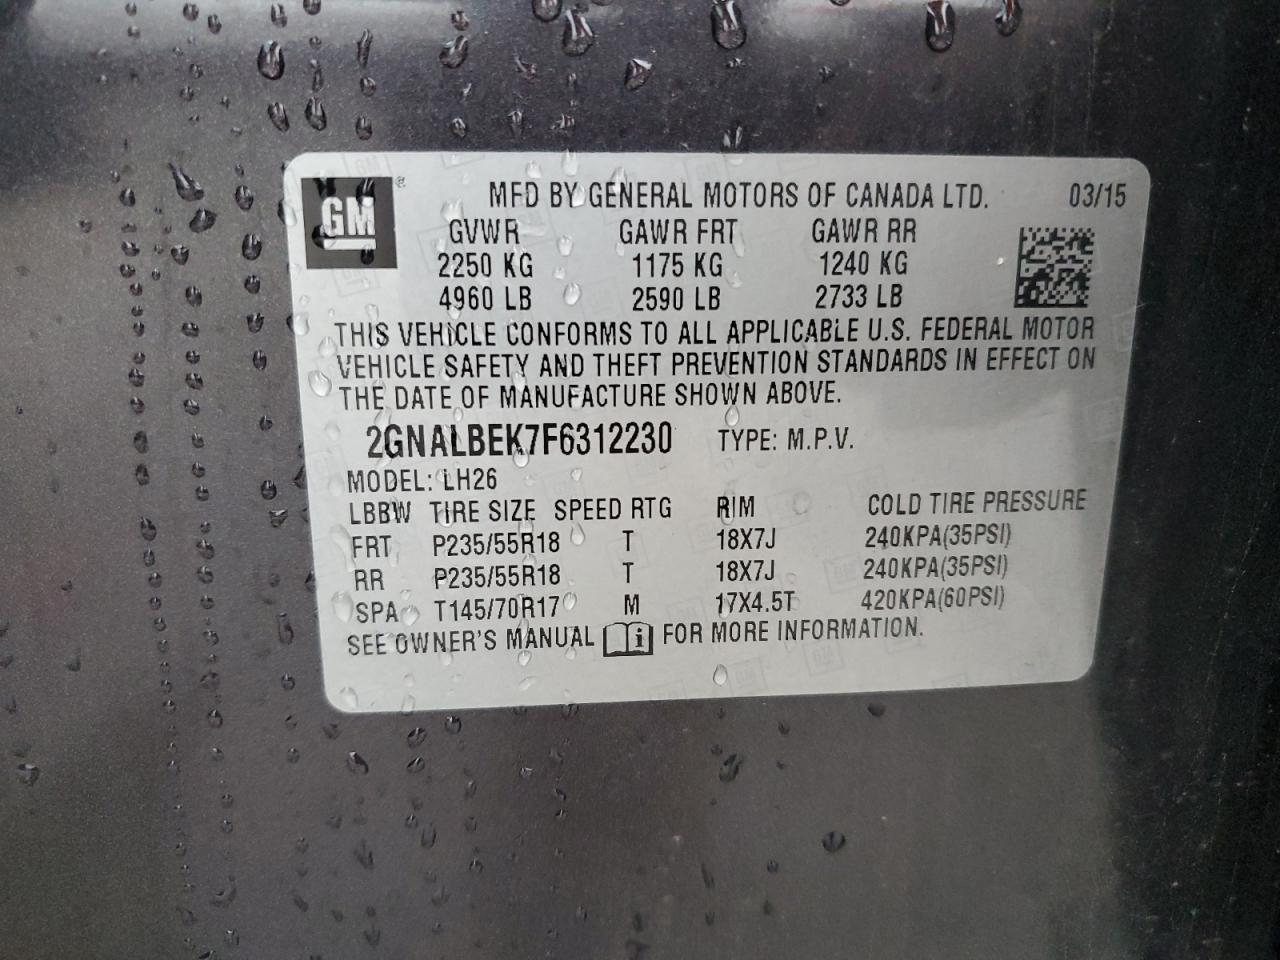 GM ® MFD BY GENERAL MOTORS OF CANADA LTD. 03/15
GVWR GAWR FRT GAWR RR
2250 KG 1175 KG 1240 KG
4960 LB 2590 LB 2733 LB
THIS VEHICLE CONFORMS TO ALL APPLICABLE U.S. FEDERAL MOTOR
VEHICLE SAFETY AND THEFT PREVENTION STANDARDS IN EFFECT ON
THE DATE OF MANUFACTURE SHOWN ABOVE.
2GNALBEK7F6312230 TYPE: M.P.V.
MODEL: LH26
LBBW TIRE SIZE SPEED RTG RIM COLD TIRE PRESSURE
FRT P235/55R18 T 18X7J 240KPA(35PSI)
RR P235/55R18 T 18X7J 240KPA(35PSI)
SPA T145/70R17 M 17X4.5T 420KPA(60PSI)
SEE OWNER'S MANUAL i FOR MORE INFORMATION.